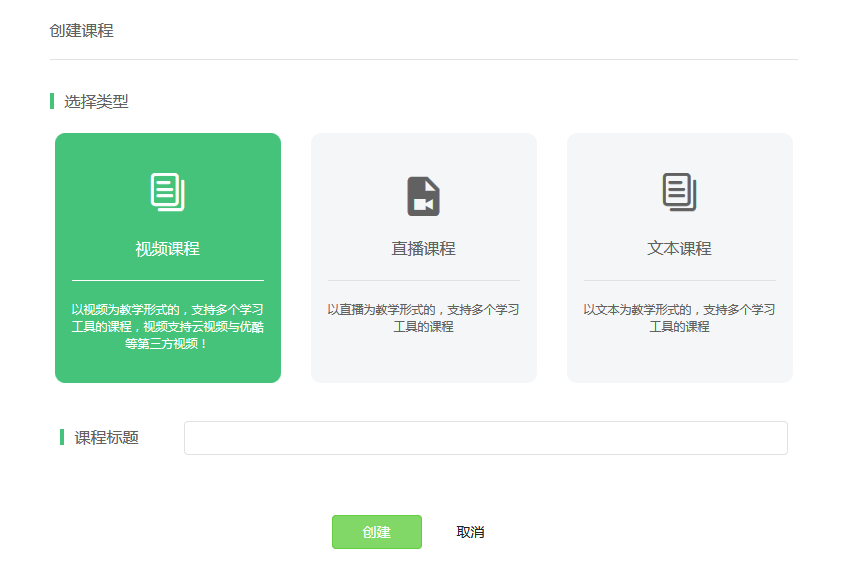 创建课程
选择类型
视频课程
以视频为教学形式的，支持多个学习
工具的课程，视频支持云视频与优酷
等第三方视频！
直播课程
以直播为教学形式的，支持多个学习
工具的课程
文本课程
以文本为教学形式的，支持多个学习
工具的课程
课程标题
创建
取消